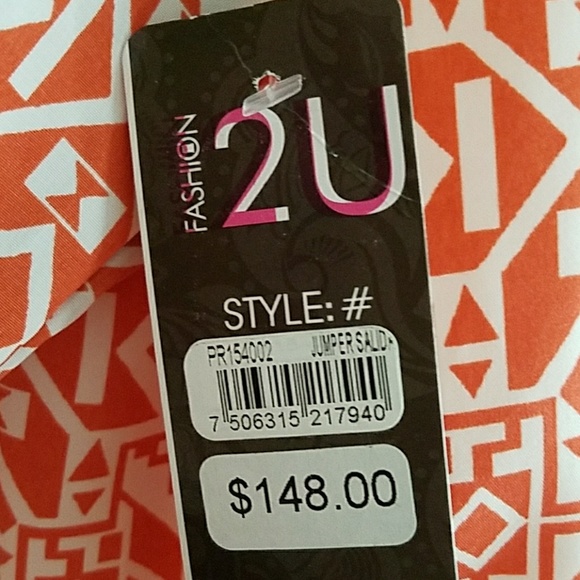 FASHION
2U
STYLE: #
PR154002 JUMPER SALID-
7 506315 217940
$148.00